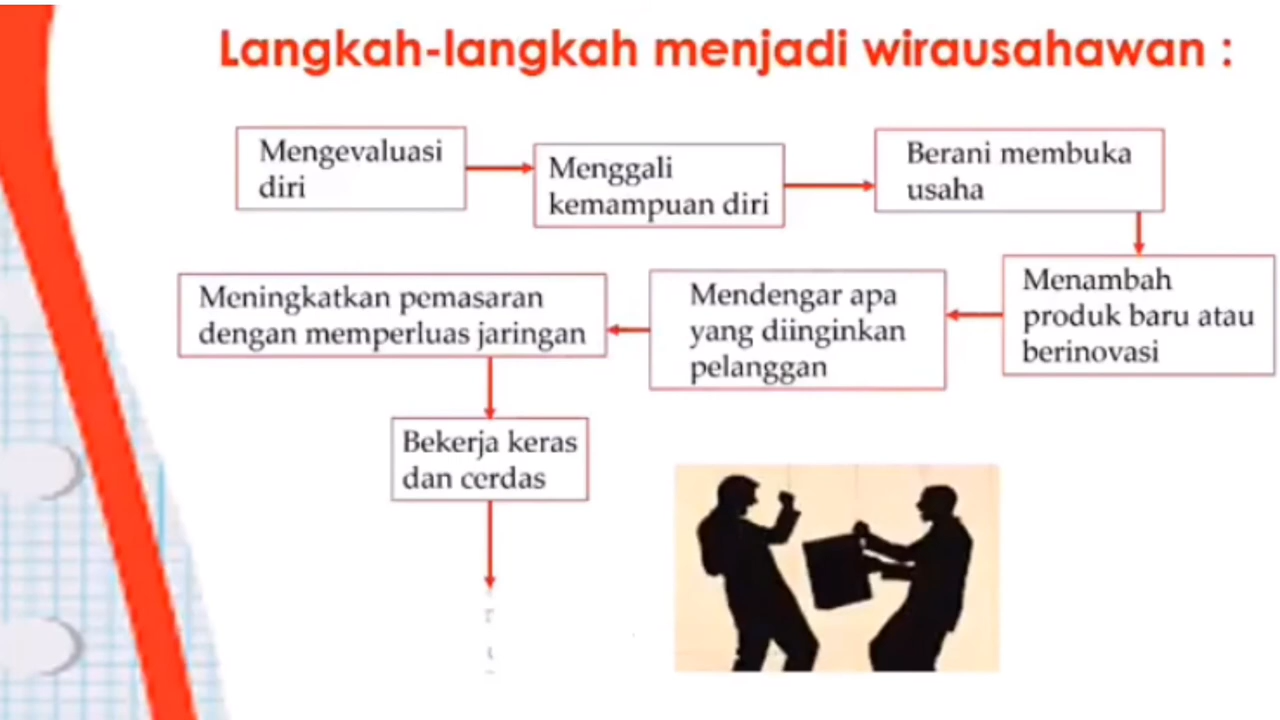 Langkah-langkah menjadi wirausahawan :
Mengevaluasi
diri
Menggali
kemampuan diri
Berani membuka
usaha
Menambah
produk baru atau
berinovasi
Mendengar apa
yang diinginkan
pelanggan
Meningkatkan pemasaran
dengan memperluas jaringan
Bekerja keras
dan cerdas